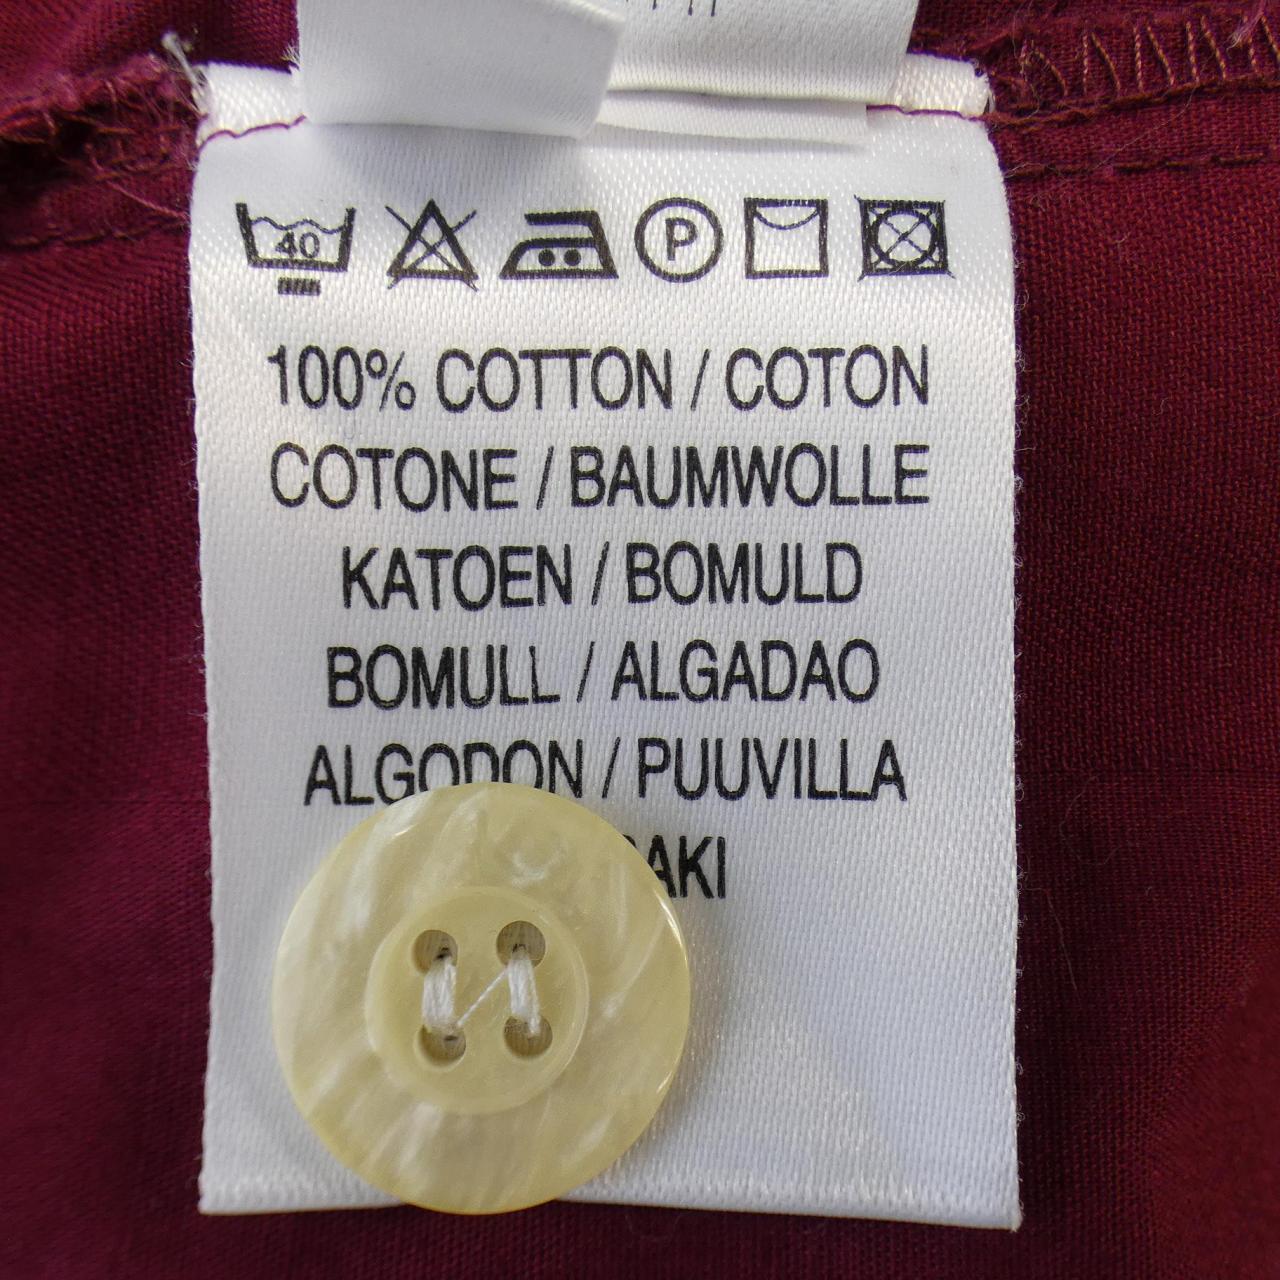 40
P
100% COTTON / COTON
COTONE / BAUMWOLLE
KATOEN / BOMULD
BOMULL / ALGADAO
ALGODON / PUUVILLA